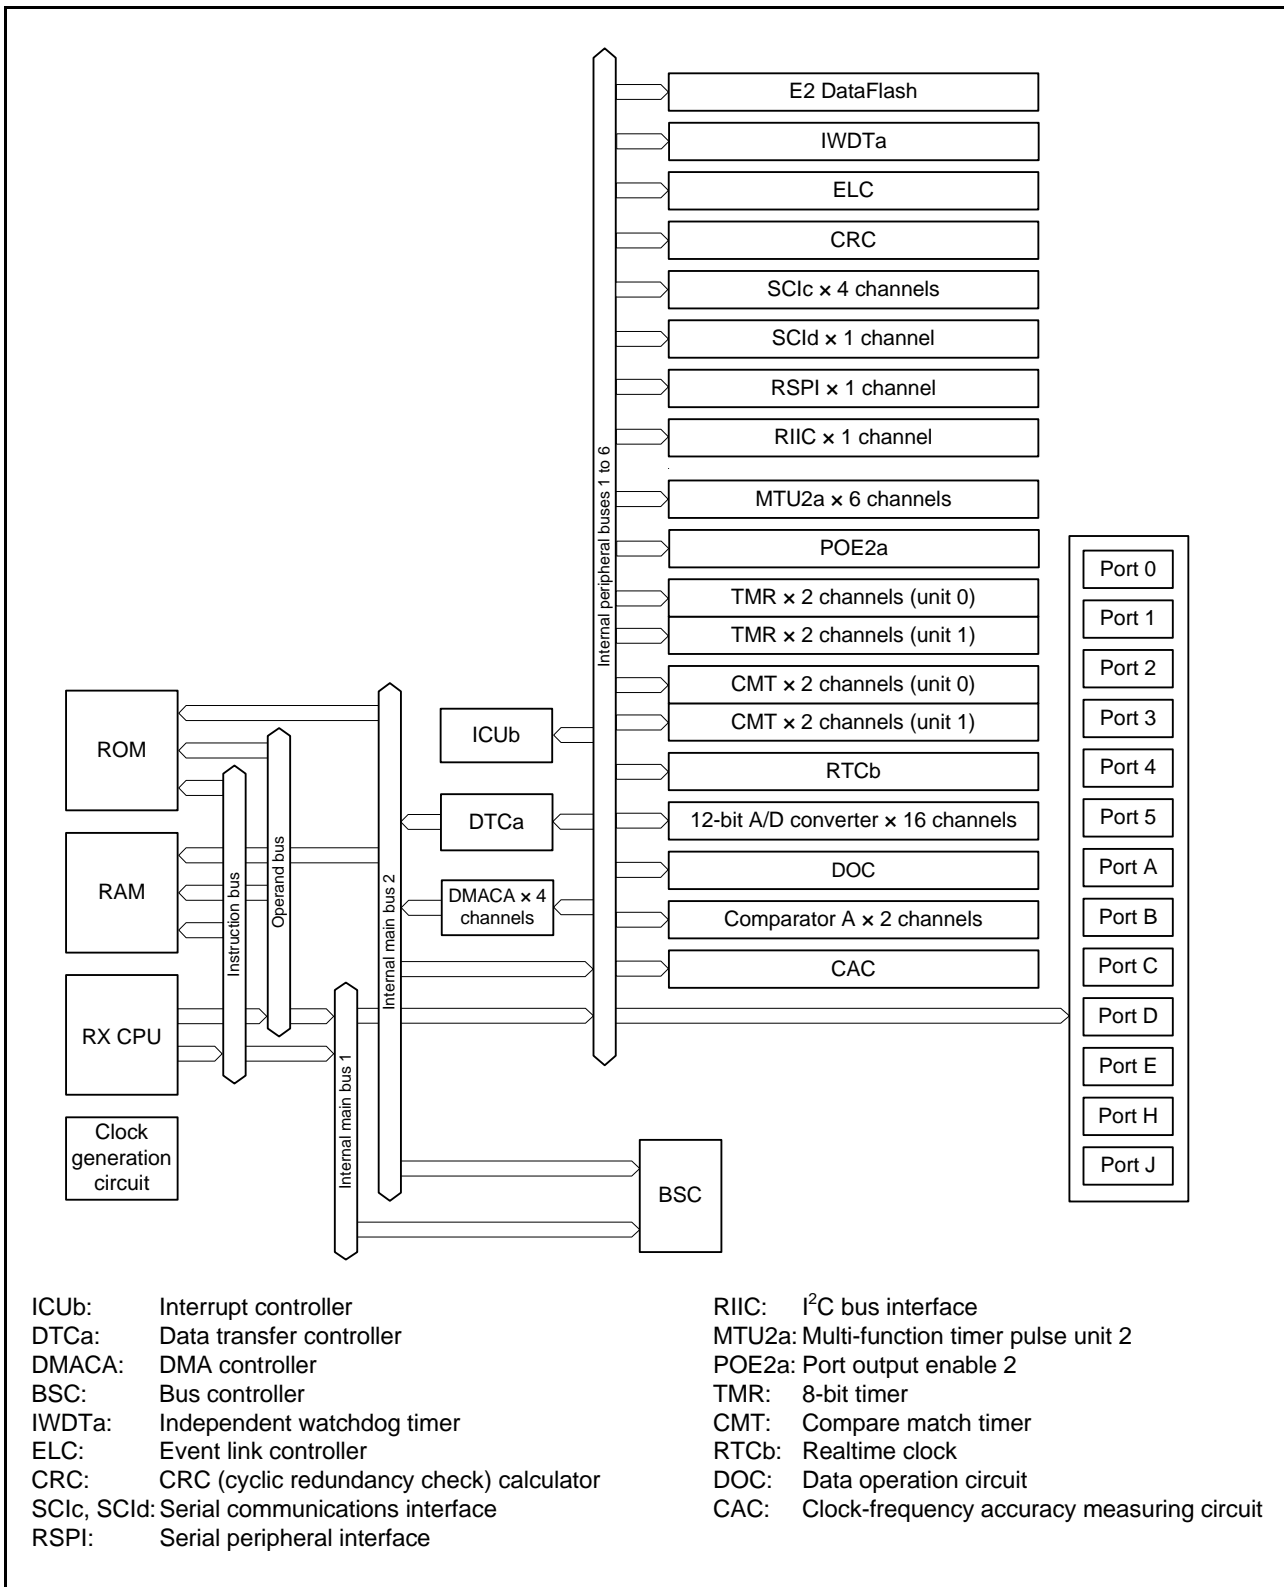 E2 DataFlash
IWDTa
ELC
CRC
SCIc × 4 channels
SCId × 1 channel
RSPI × 1 channel
RIIC × 1 channel
MTU2a × 6 channels
POE2a
TMR × 2 channels (unit 0)
TMR × 2 channels (unit 1)
CMT × 2 channels (unit 0)
CMT × 2 channels (unit 1)
RTCb
12-bit A/D converter × 16 channels
DOC
Comparator A × 2 channels
CAC
Internal peripheral buses 1 to 6
Port 0
Port 1
Port 2
Port 3
Port 4
Port 5
Port A
Port B
Port C
Port D
Port E
Port H
Port J
ICUb
DTCa
DMACA × 4
channels
ROM
RAM
RX CPU
Clock
generation
circuit
Instruction bus
Operand bus
Internal main bus 1
Internal main bus 2
BSC
ICUb: Interrupt controller
DTCa: Data transfer controller
DMACA: DMA controller
BSC: Bus controller
IWDTa: Independent watchdog timer
ELC: Event link controller
CRC: CRC (cyclic redundancy check) calculator
SCIc, SCId: Serial communications interface
RSPI: Serial peripheral interface
RIIC: I²C bus interface
MTU2a: Multi-function timer pulse unit 2
POE2a: Port output enable 2
TMR: 8-bit timer
CMT: Compare match timer
RTCb: Realtime clock
DOC: Data operation circuit
CAC: Clock-frequency accuracy measuring circuit